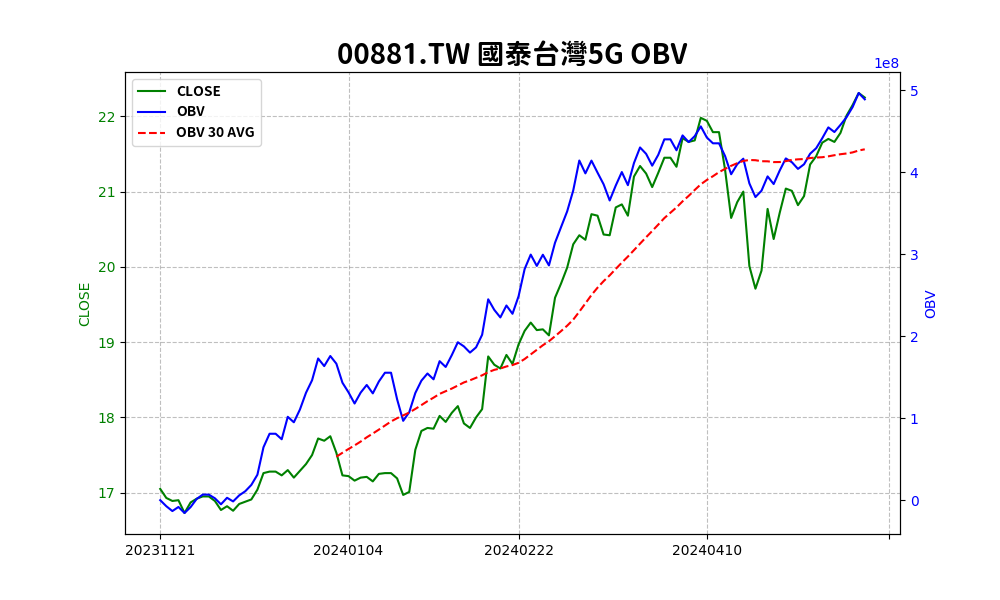 00881.TW 國泰台灣5G OBV
1e8
CLOSE
OBV
OBV 30 AVG
22
21
20
19
18
17
CLOSE
5
4
3
2
1
0
OBV
20231121
20240104
20240222
20240410